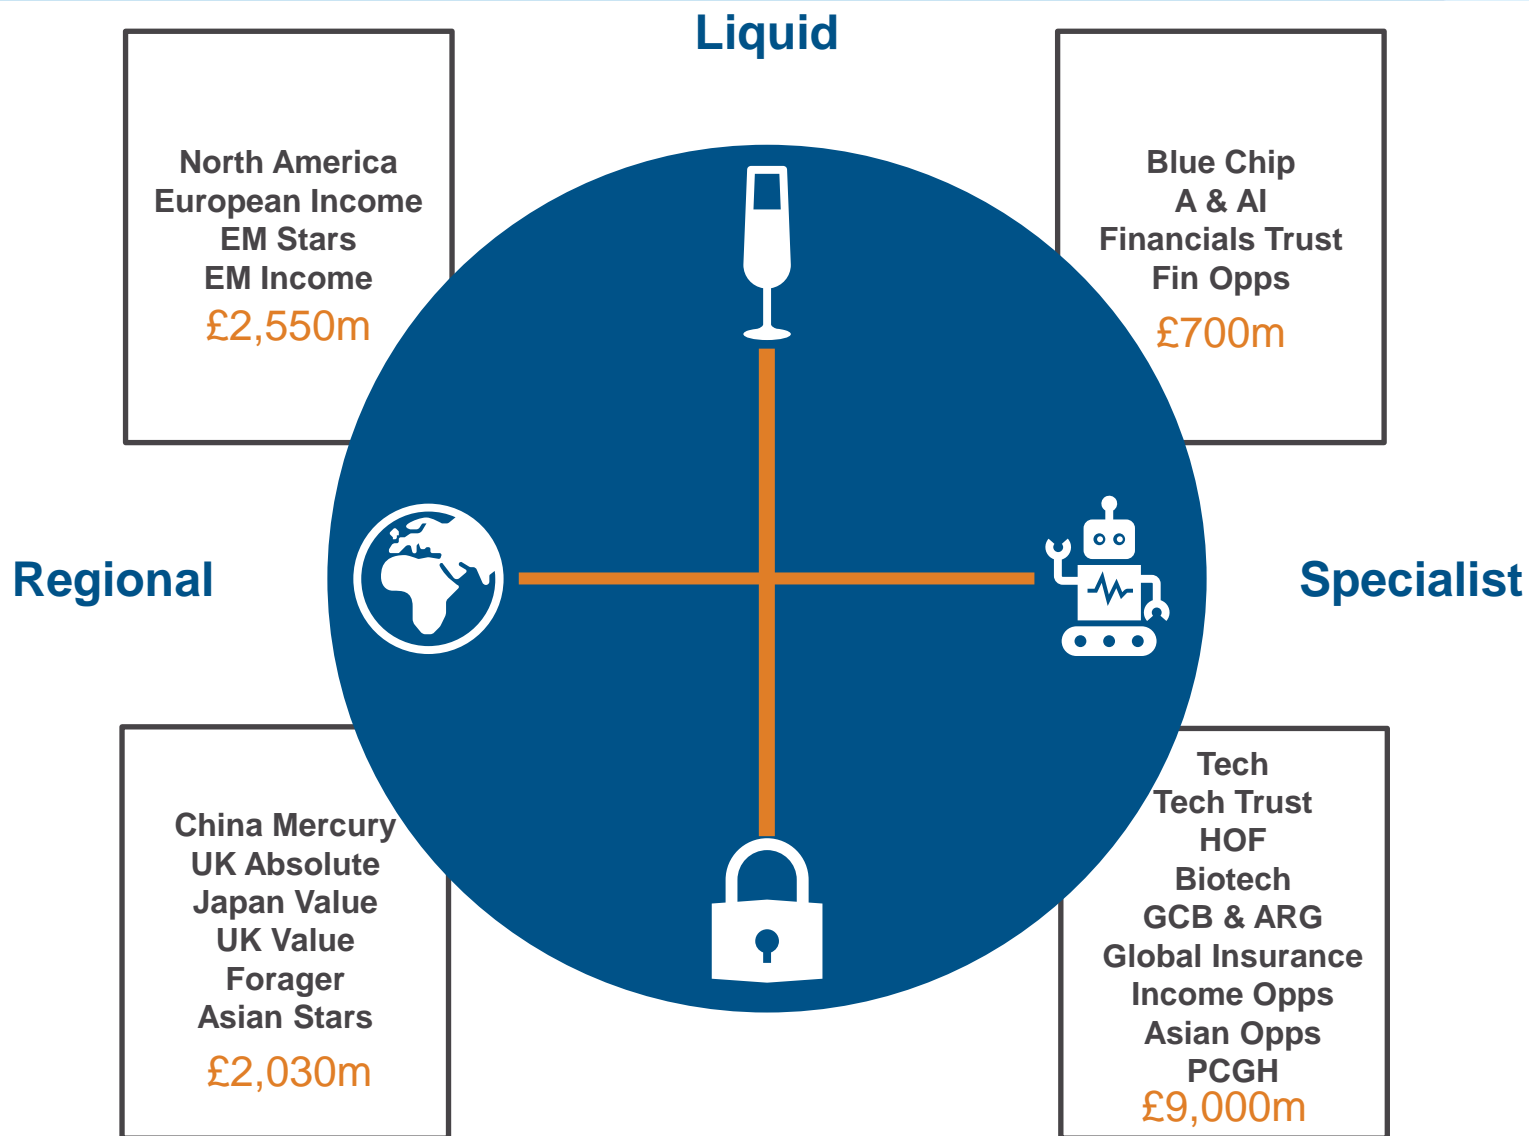 Liquid
North America
European Income
EM Stars
EM Income
£2,550m
Blue Chip
A & AI
Financials Trust
Fin Opps
£700m
Regional
Specialist
China Mercury
UK Absolute
Japan Value
UK Value
Forager
Asian Stars
£2,030m
Tech
Tech Trust
HOF
Biotech
GCB & ARG
Global Insurance
Income Opps
Asian Opps
PCGH
£9,000m